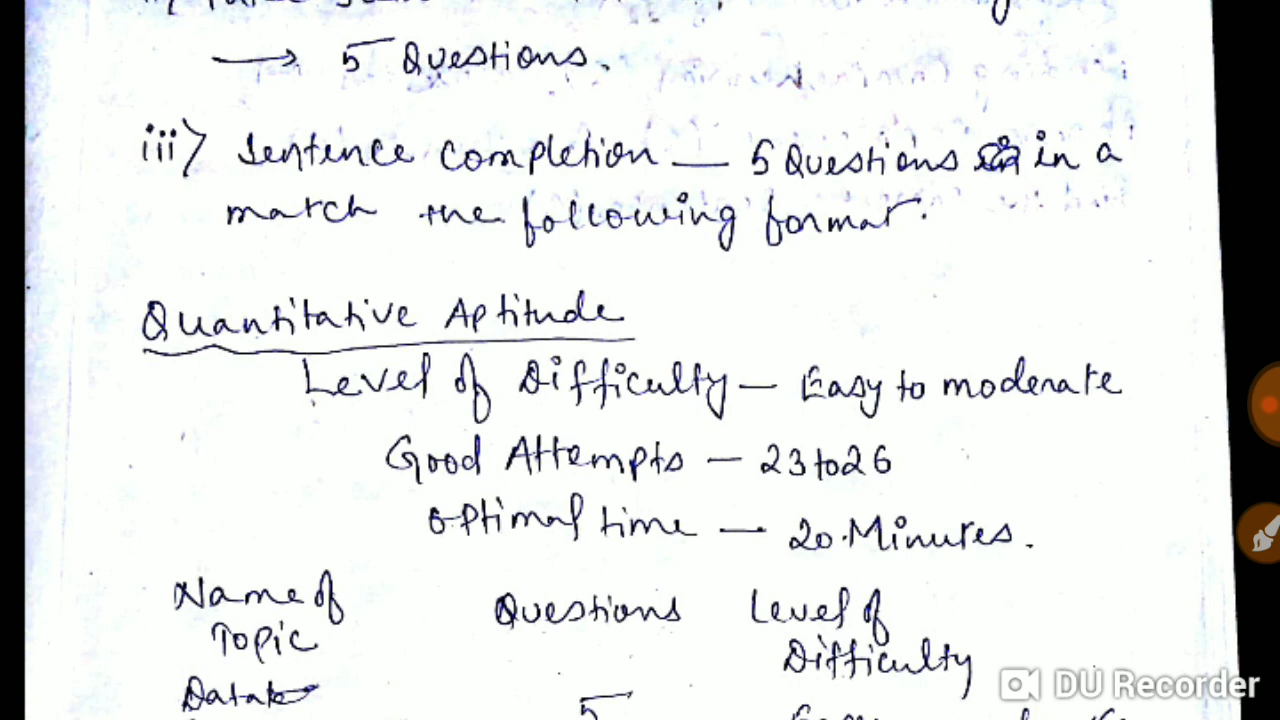 → 5 Questions.
iii) Sentence completion — 5 Questions in a
match the following format.
Quantitative Aptitude
Level of Difficulty — Easy to moderate
Good Attempts — 23 to 26
Optimal time — 20 Minutes.
Name of Questions Level of
Topic Difficulty
5
DU Recorder